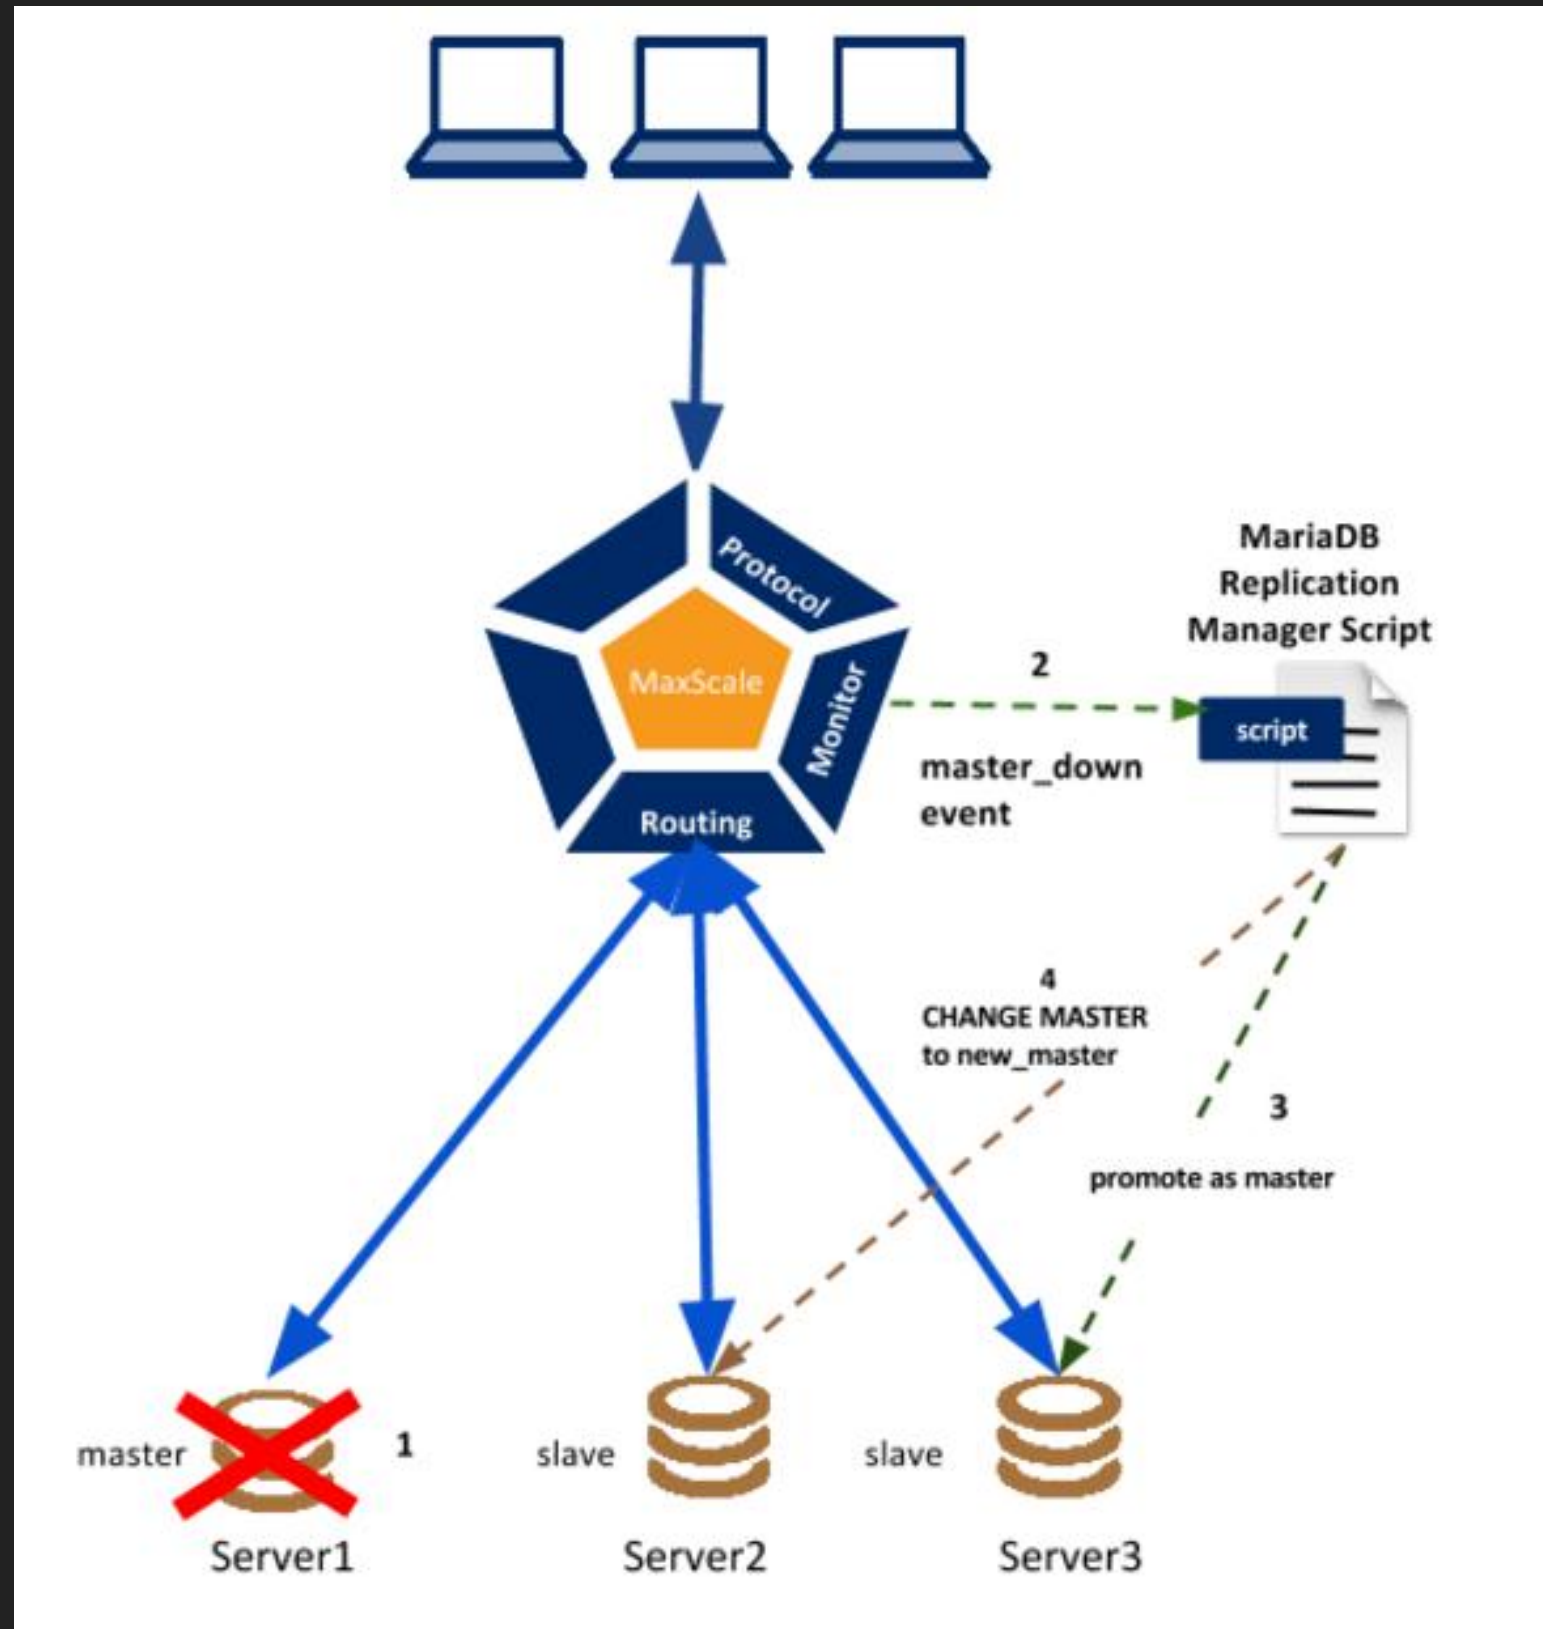 Protocol
MariaDB
Replication
Manager Script
MaxScale
Monitor
2
script
master_down
event
Routing
4
CHANGE MASTER
to new_master
3
promote as master
master
1
slave
slave
Server1
Server2
Server3